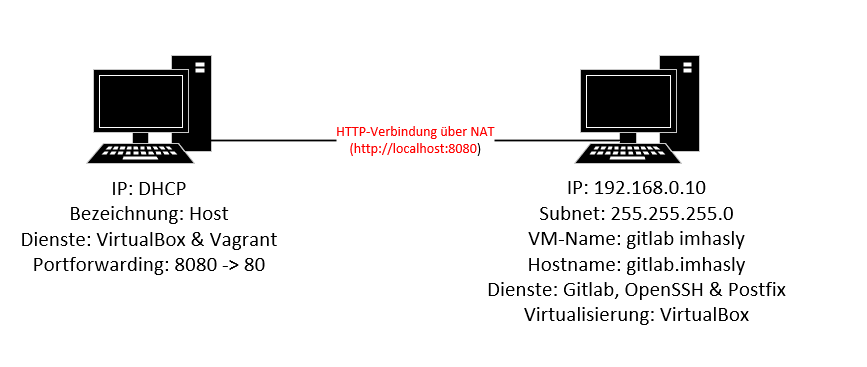 HTTP-Verbindung über NAT
(http://localhost:8080)
IP: DHCP
Bezeichnung: Host
Dienste: VirtualBox & Vagrant
Portforwarding: 8080 -> 80
IP: 192.168.0.10
Subnet: 255.255.255.0
VM-Name: gitlab imhasly
Hostname: gitlab.imhasly
Dienste: Gitlab, OpenSSH & Postfix
Virtualisierung: VirtualBox